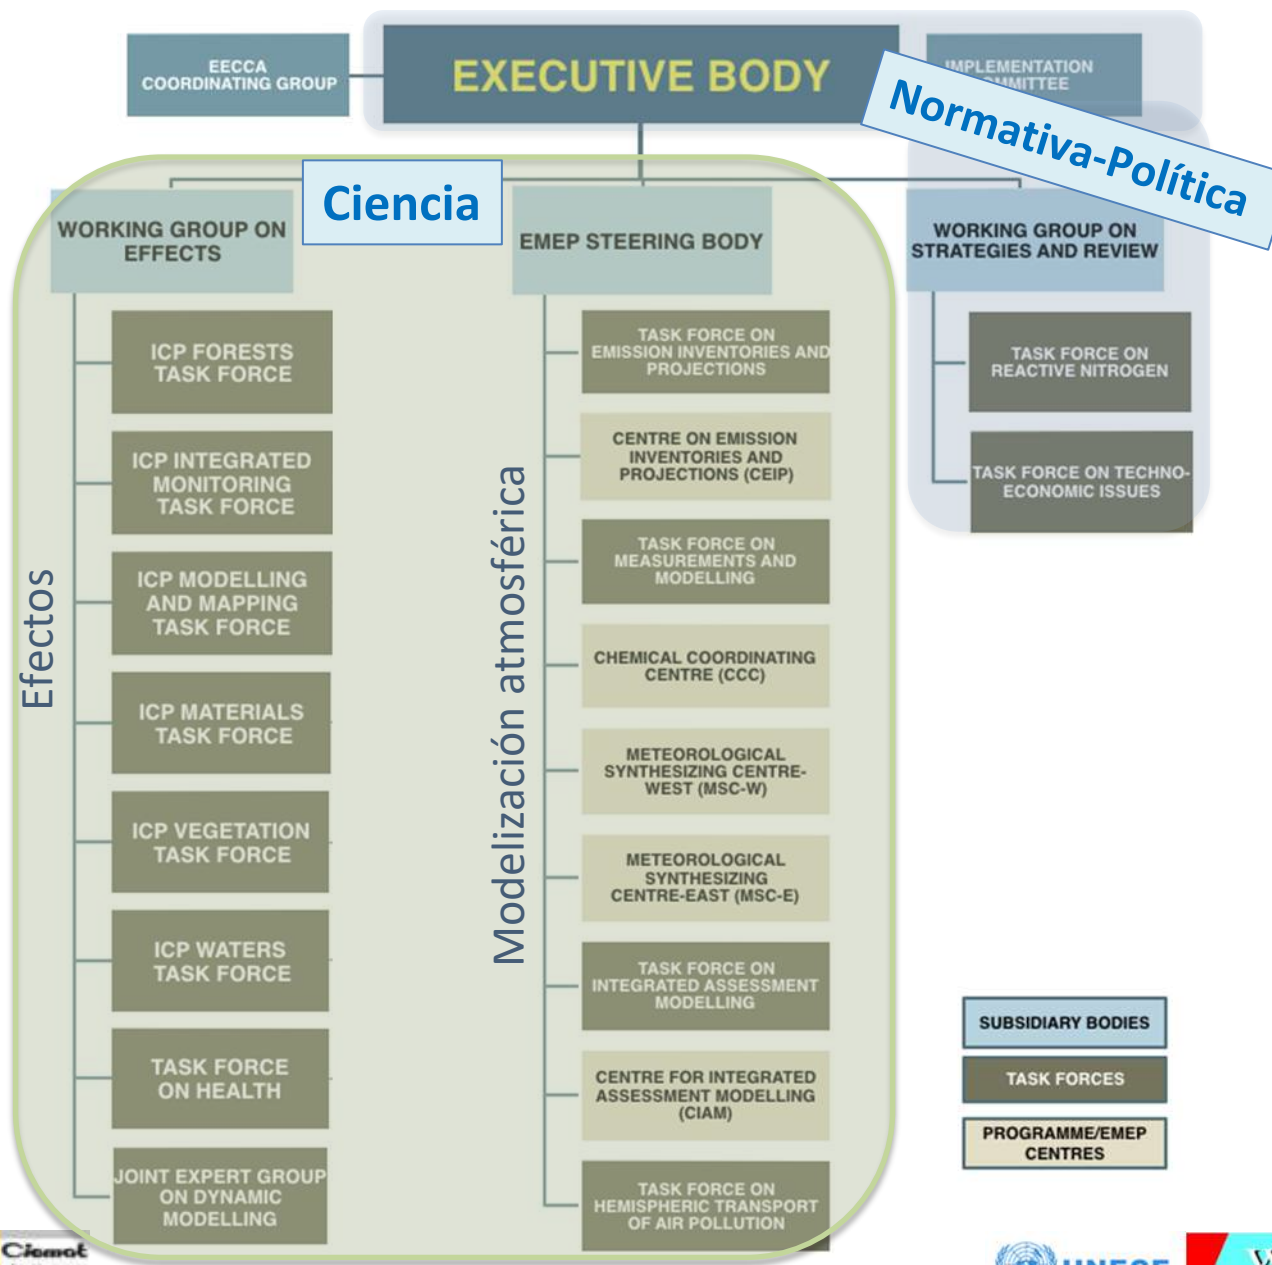 EECCA
COORDINATING GROUP
EXECUTIVE BODY
IMPLEMENTATION
Normativa-Política
Ciencia
WORKING GROUP ON
EFFECTS
ICP FORESTS
TASK FORCE
ICP INTEGRATED
MONITORING
TASK FORCE
ICP MODELLING
AND MAPPING
TASK FORCE
ICP MATERIALS
TASK FORCE
ICP VEGETATION
TASK FORCE
ICP WATERS
TASK FORCE
TASK FORCE
ON HEALTH
JOINT EXPERT GROUP
ON DYNAMIC
MODELLING
Efectos
EMEP STEERING BODY
TASK FORCE ON
EMISSION INVENTORIES AND
PROJECTIONS
CENTRE ON EMISSION
INVENTORIES AND
PROJECTIONS (CEIP)
TASK FORCE ON
MEASUREMENTS AND
MODELLING
CHEMICAL COORDINATING
CENTRE (CCC)
METEOROLOGICAL
SYNTHESIZING CENTRE-
WEST (MSC-W)
METEOROLOGICAL
SYNTHESIZING
CENTRE-EAST (MSC-E)
TASK FORCE ON
INTEGRATED ASSESSMENT
MODELLING
CENTRE FOR INTEGRATED
ASSESSMENT MODELLING
(CIAM)
TASK FORCE ON
HEMISPHERIC TRANSPORT
OF AIR POLLUTION
Modelización atmosférica
WORKING GROUP ON
STRATEGIES AND REVIEW
TASK FORCE ON
REACTIVE NITROGEN
TASK FORCE ON TECHNO-
ECONOMIC ISSUES
SUBSIDIARY BODIES
TASK FORCES
PROGRAMME/EMEP
CENTRES
Ciemat
UNECE